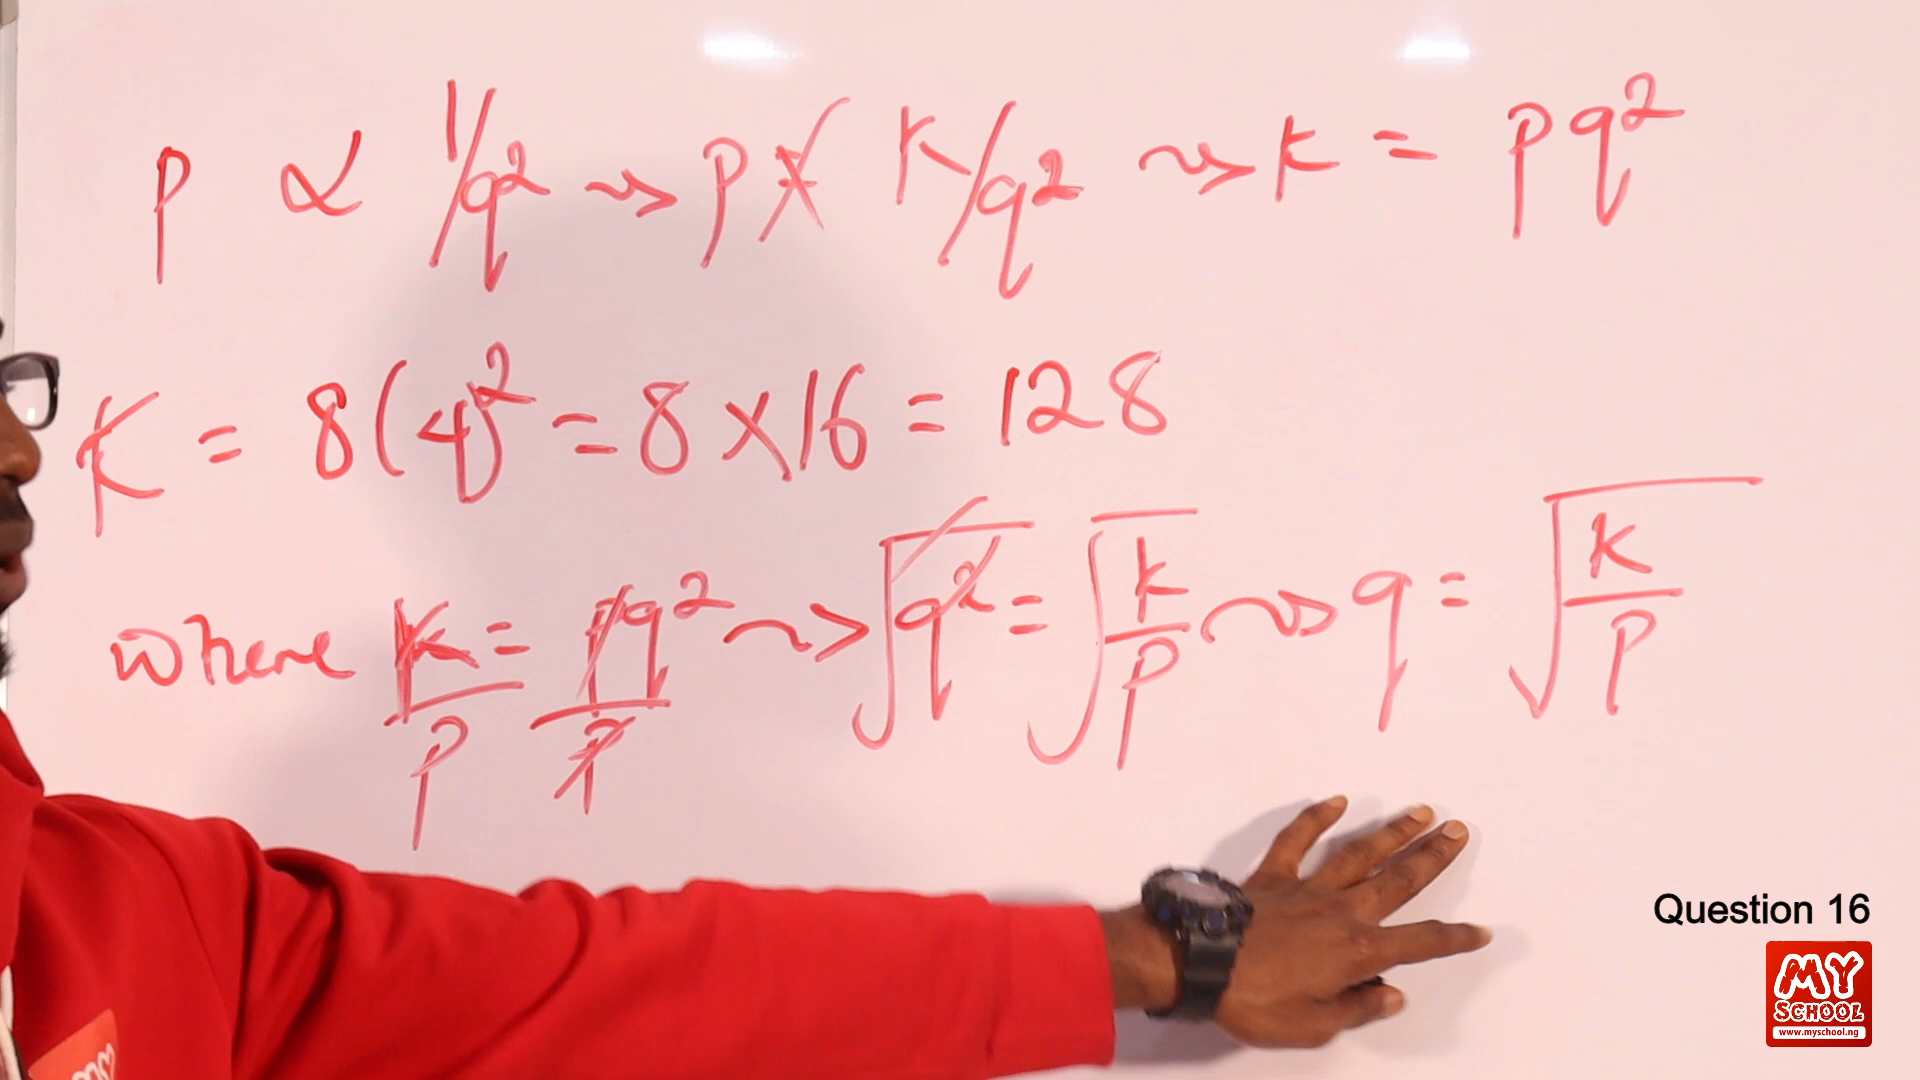 P ∝ 1/q² ⇝ P ∝ K/q² ⇝ K = Pq²
K = 8(4)² = 8 × 16 = 128
where K/P = Pq²/P ⇝ √q² = √K/P ⇝ q = √K/P
Question 16
MY
SCHOOL
www.myschool.ng